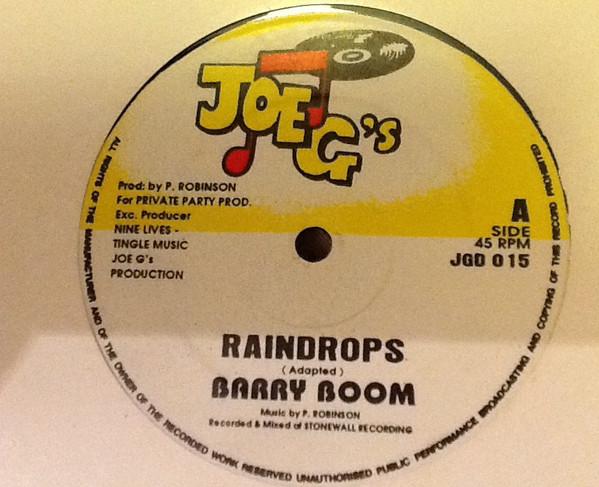 JOE G's
Prod: by P. ROBINSON
For PRIVATE PARTY PROD.
Exc. Producer
NINE LIVES -
TINGLE MUSIC
JOE G's
PRODUCTION
A
SIDE
45 RPM
JGD 015
RAINDROPS
( Adapted )
BARRY BOOM
Music by P. ROBINSON
Recorded & Mixed at STONEWALL RECORDING
ALL RIGHTS OF THE MANUFACTURER AND OF THE OWNER OF THE RECORDED WORK RESERVED UNAUTHORISED PUBLIC PERFORMANCE BROADCASTING AND COPYING OF THIS RECORD PROHIBITED